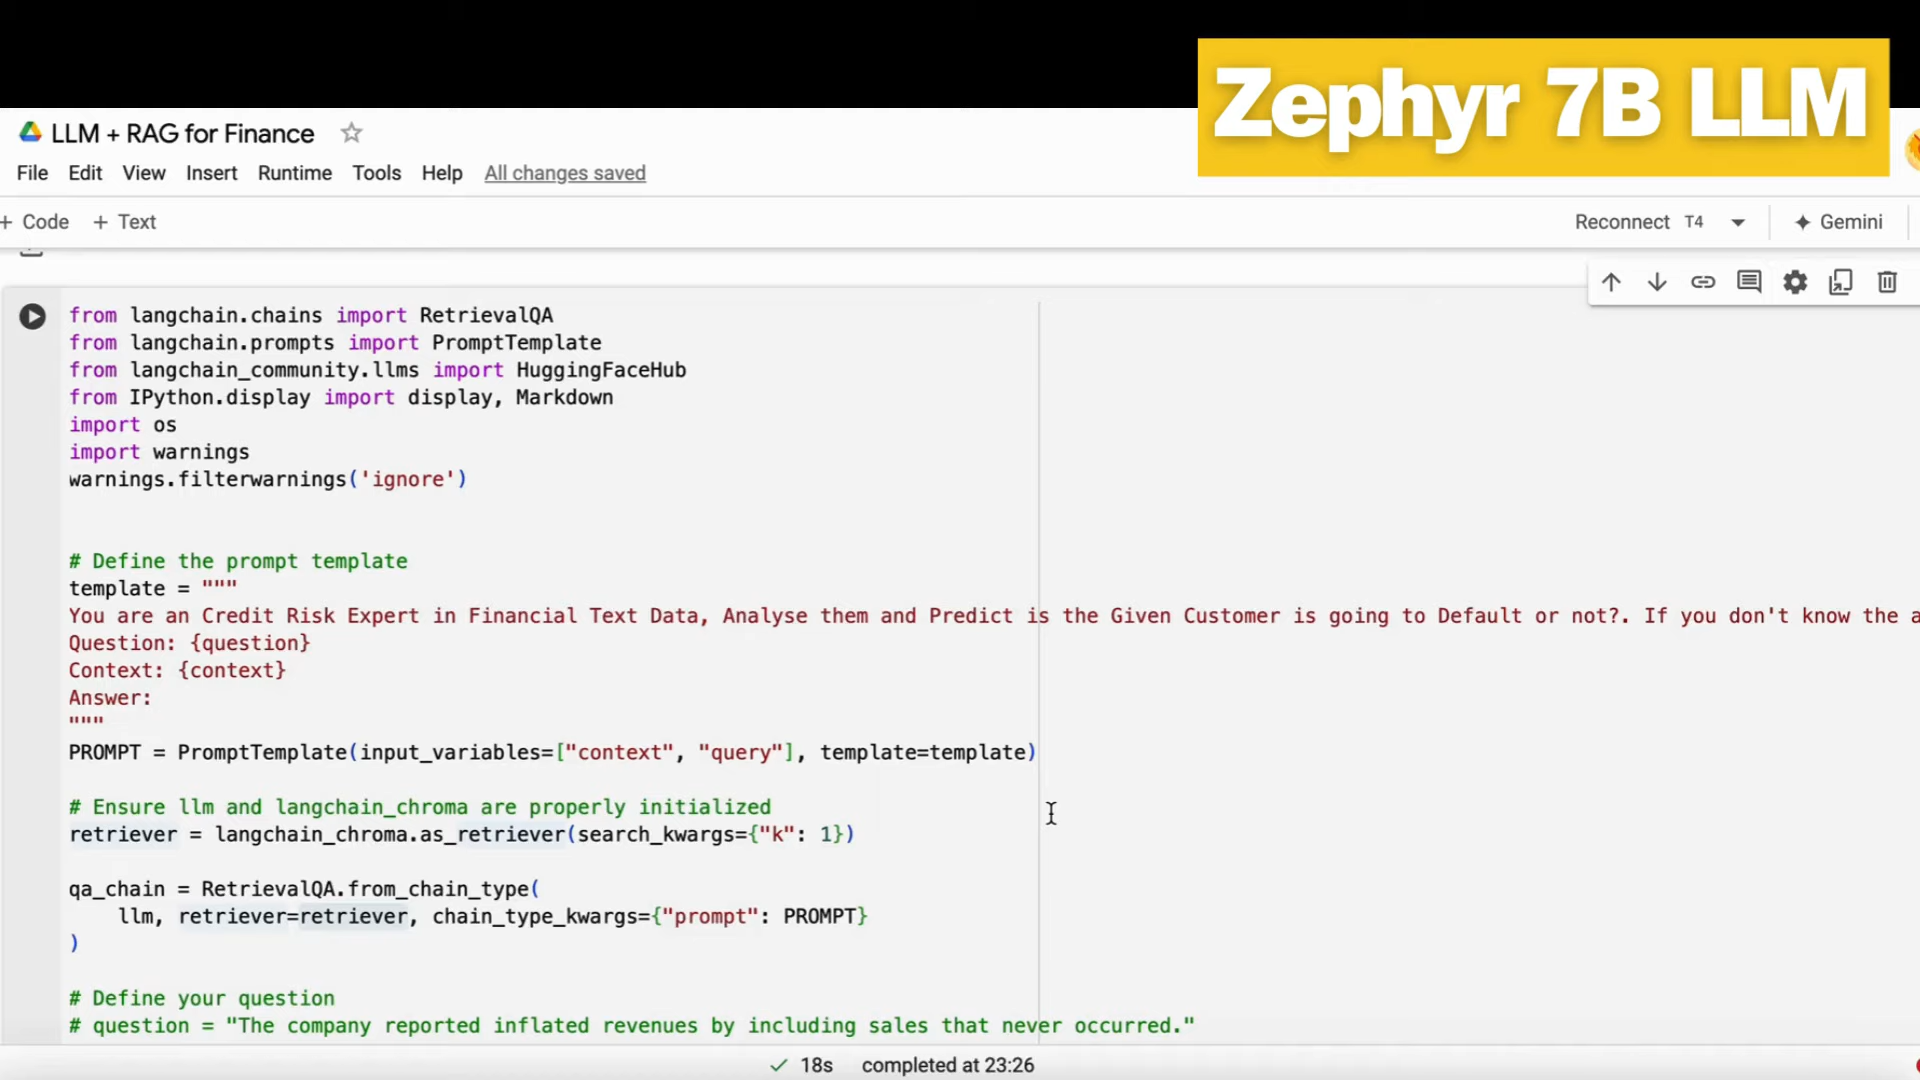 Zephyr 7B LLM
LLM + RAG for Finance
File Edit View Insert Runtime Tools Help All changes saved
+ Code + Text Reconnect T4 Gemini
from langchain.chains import RetrievalQA
from langchain.prompts import PromptTemplate
from langchain_community.llms import HuggingFaceHub
from IPython.display import display, Markdown
import os
import warnings
warnings.filterwarnings('ignore')
# Define the prompt template
template = """
You are an Credit Risk Expert in Financial Text Data, Analyse them and Predict is the Given Customer is going to Default or not?. If you don't know the a
Question: {question}
Context: {context}
Answer:
"""
PROMPT = PromptTemplate(input_variables=["context", "query"], template=template)
# Ensure llm and langchain_chroma are properly initialized
retriever = langchain_chroma.as_retriever(search_kwargs={"k": 1})
qa_chain = RetrievalQA.from_chain_type(
    llm, retriever=retriever, chain_type_kwargs={"prompt": PROMPT}
)
# Define your question
# question = "The company reported inflated revenues by including sales that never occurred."
18s completed at 23:26